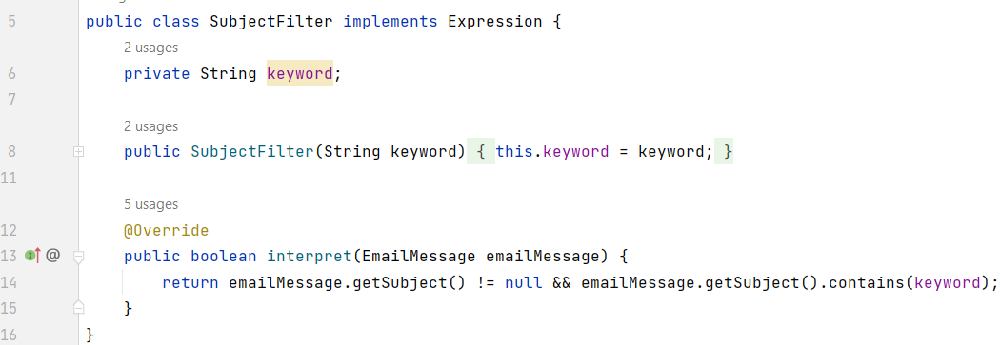 5 public class SubjectFilter implements Expression {
2 usages
6 private String keyword;
7
2 usages
8 public SubjectFilter(String keyword) { this.keyword = keyword; }
11
5 usages
12 @Override
13 @ public boolean interpret(EmailMessage emailMessage) {
14 return emailMessage.getSubject() != null && emailMessage.getSubject().contains(keyword);
15 }
16 }